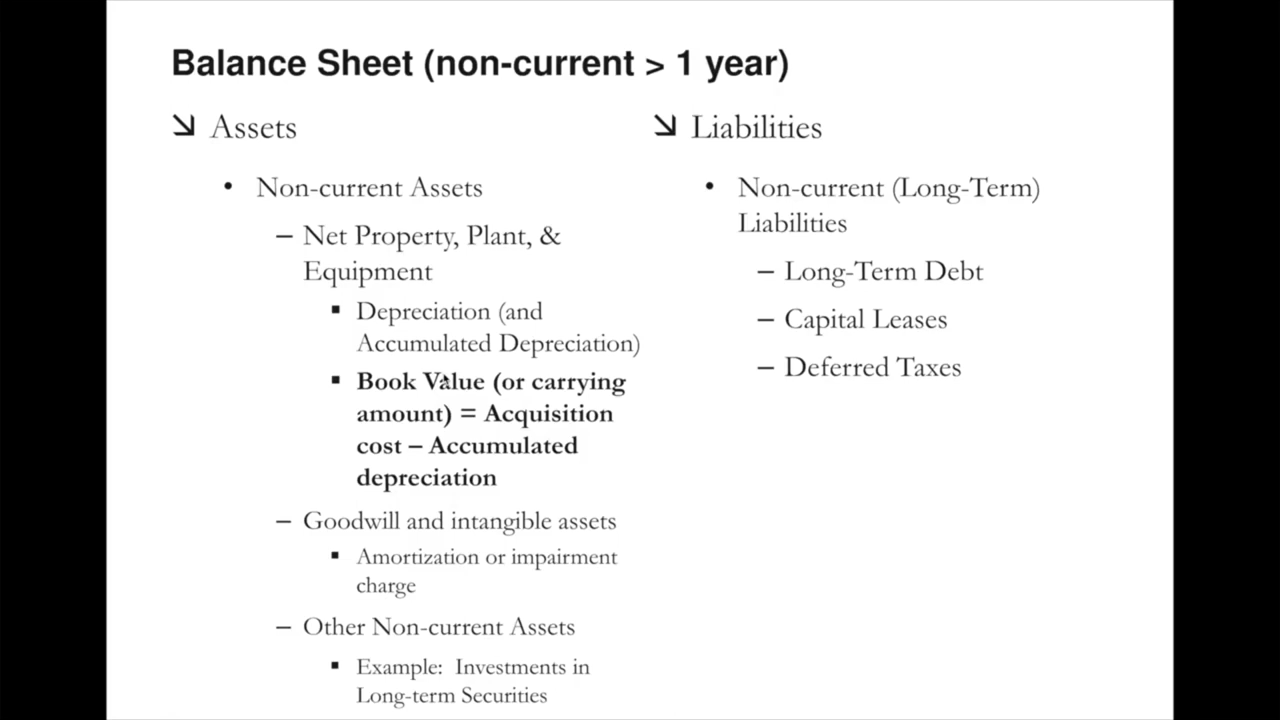 Balance Sheet (non-current > 1 year)
↘ Assets
• Non-current Assets
– Net Property, Plant, &
Equipment
▪ Depreciation (and
Accumulated Depreciation)
▪ Book Value (or carrying
amount) = Acquisition
cost – Accumulated
depreciation
– Goodwill and intangible assets
▪ Amortization or impairment
charge
– Other Non-current Assets
▪ Example: Investments in
Long-term Securities
↘ Liabilities
• Non-current (Long-Term)
Liabilities
– Long-Term Debt
– Capital Leases
– Deferred Taxes